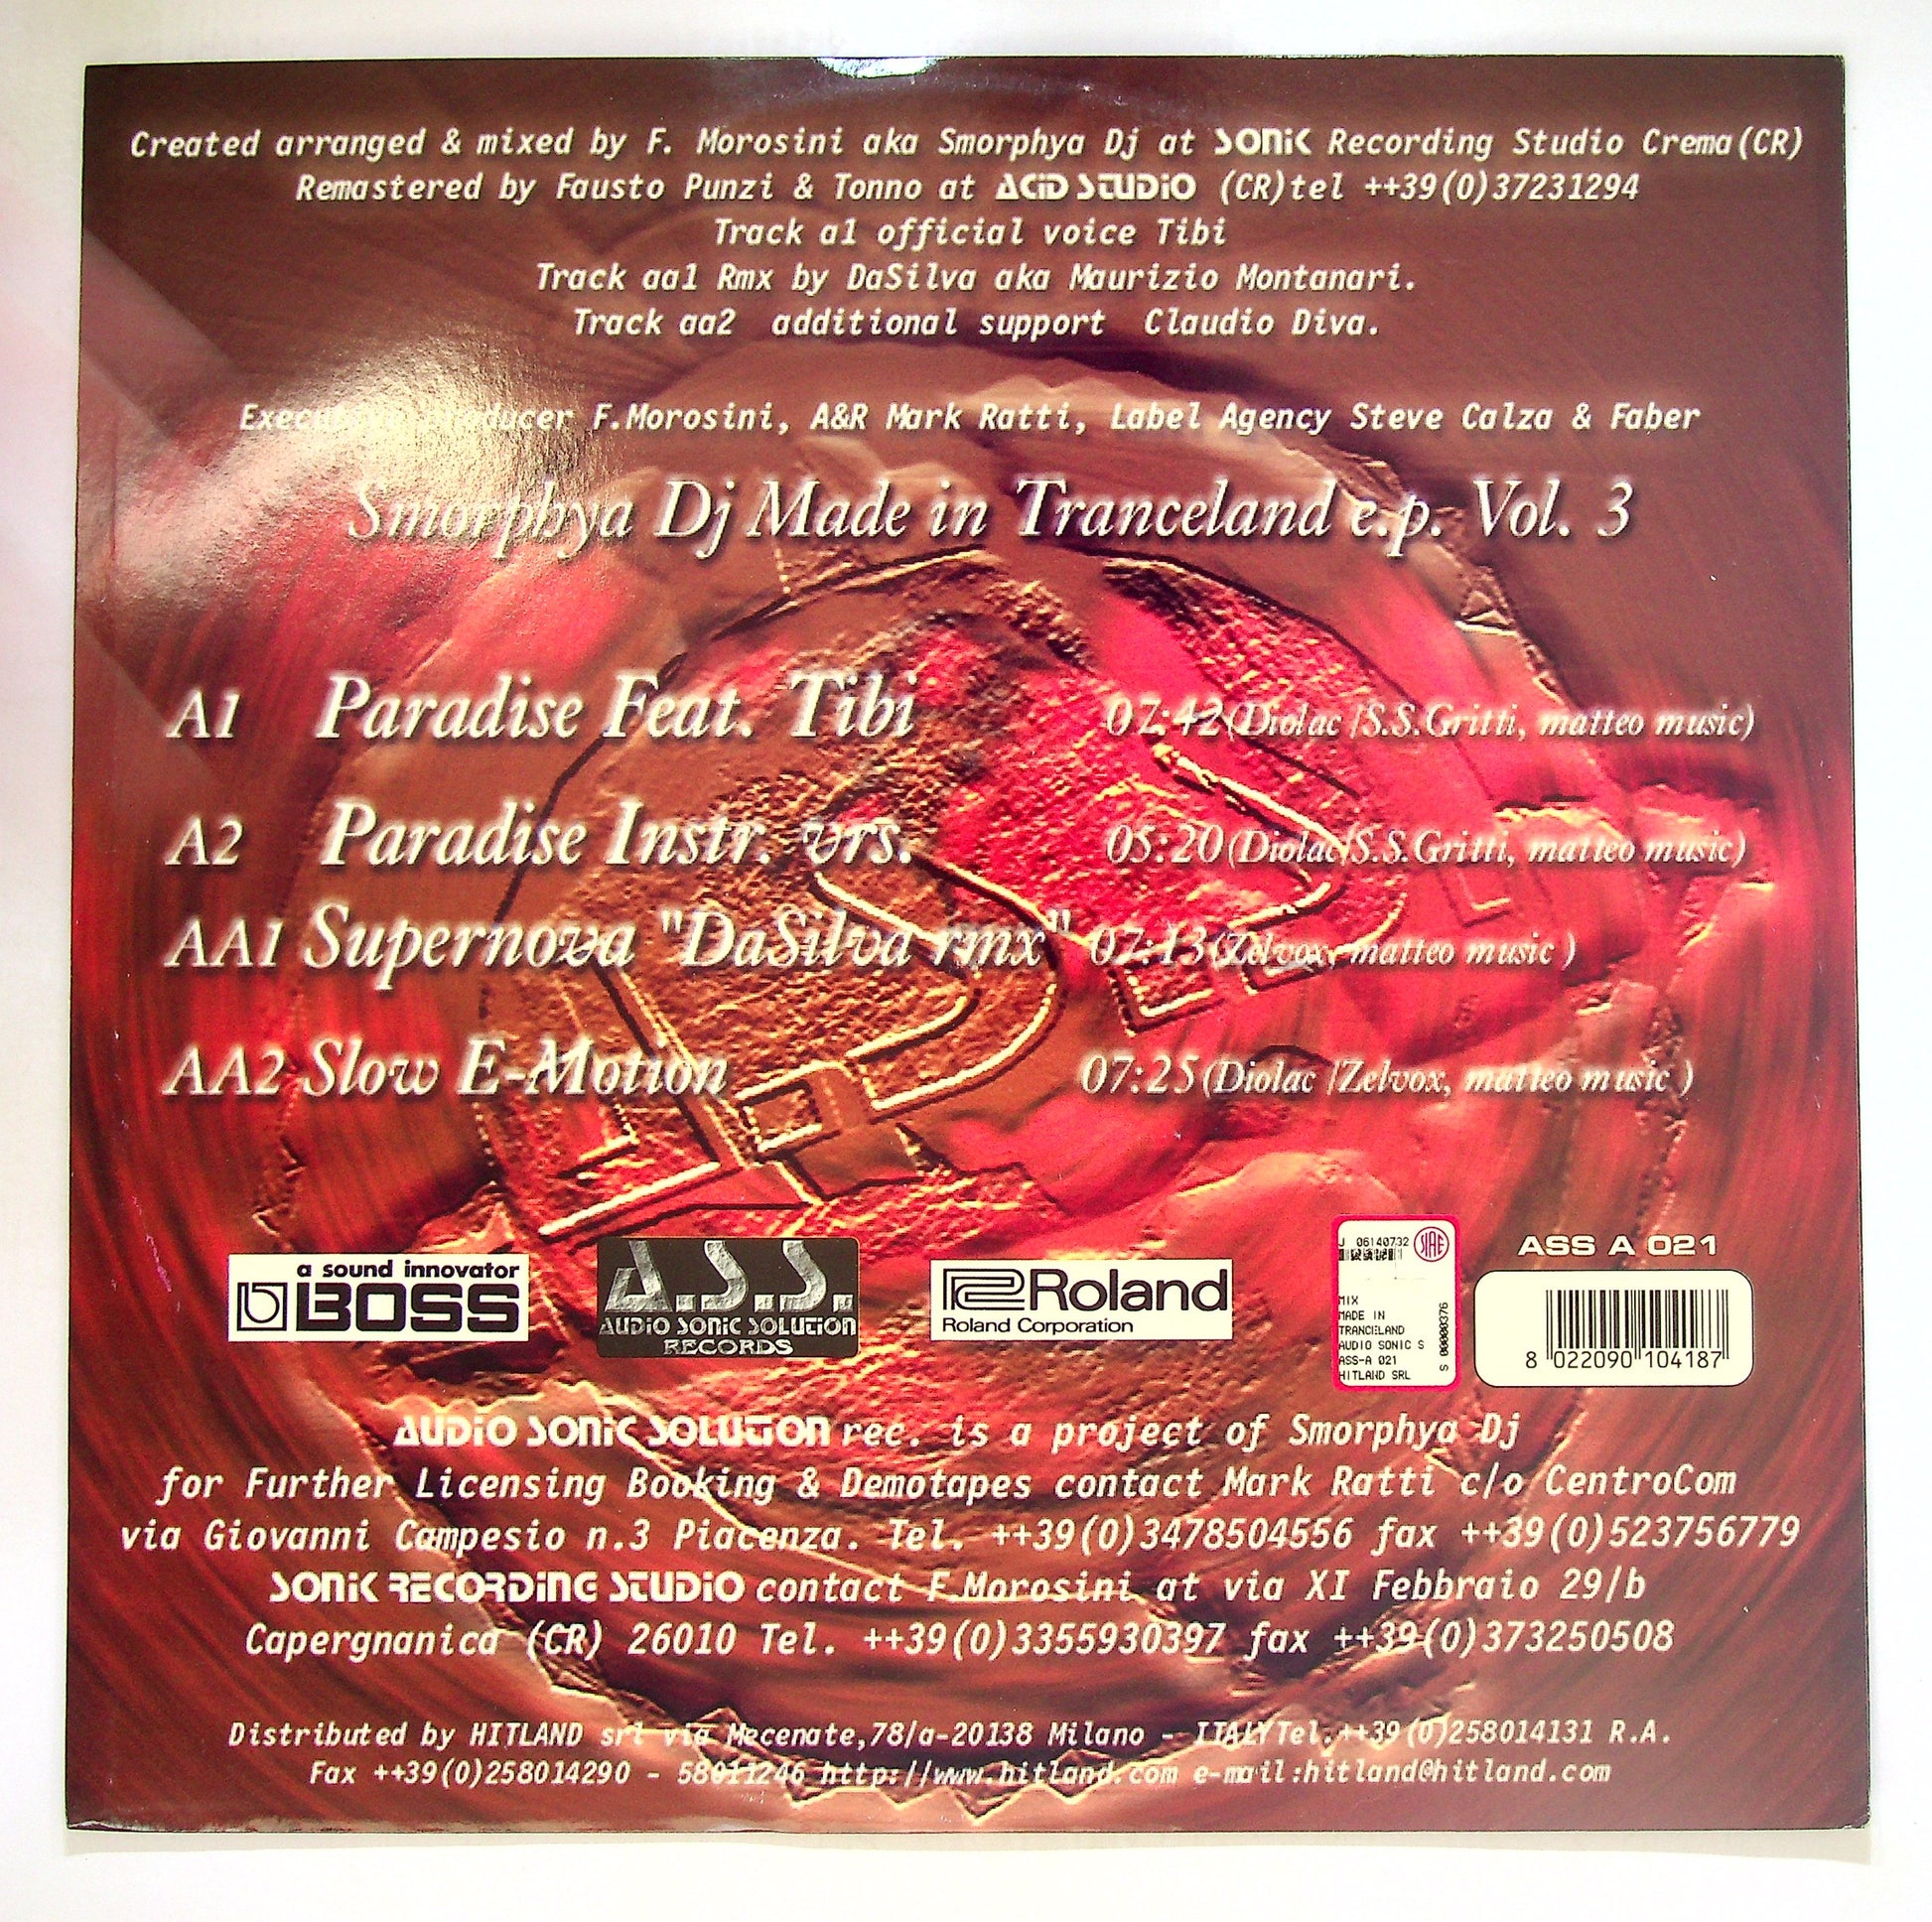 Created arranged & mixed by F. Morosini aka Smorphya Dj at SONIK Recording Studio Crema(CR)
Remastered by Fausto Punzi & Tonno at ACID STUDIO (CR)tel ++39(0)37231294
Track a1 official voice Tibi
Track aa1 Rmx by DaSilva aka Maurizio Montanari.
Track aa2 additional support Claudio Diva.
Executive producer F.Morosini, A&R Mark Ratti, Label Agency Steve Calza & Faber
Smorphya Dj Made in Tranceland e.p. Vol. 3
A1 Paradise Feat. Tibi 07:42(Diolac /S.S.Gritti, matteo music)
A2 Paradise Instr. vrs. 05:20(Diolac/S.S.Gritti, matteo music)
AA1 Supernova "DaSilva rmx" 07:13(Zelvox, matteo music )
AA2 Slow E-Motion 07:25(Diolac /Zelvox, matteo music )
a sound innovator
BOSS
A.S.S.
AUDIO SONIC SOLUTION
RECORDS
Roland
Roland Corporation
J 06140732
SIAE
MIX
MADE IN
TRANCELAND
AUDIO SONIC S
ASS-A 021
HITLAND SRL
S 00000376
ASS A 021
8 022090 104187
AUDIO SONIC SOLUTION rec. is a project of Smorphya Dj
for Further Licensing Booking & Demotapes contact Mark Ratti c/o CentroCom
via Giovanni Campesio n.3 Piacenza. Tel. ++39(0)3478504556 fax ++39(0)523756779
SONIK RECORDING STUDIO contact F.Morosini at via XI Febbraio 29/b
Capergnanica (CR) 26010 Tel. ++39(0)3355930397 fax ++39(0)373250508
Distributed by HITLAND srl via Mecenate,78/a-20138 Milano - ITALY Tel.++39(0)258014131 R.A.
Fax ++39(0)258014290 - 58011246 http://www.hitland.com e-mail:hitland@hitland.com